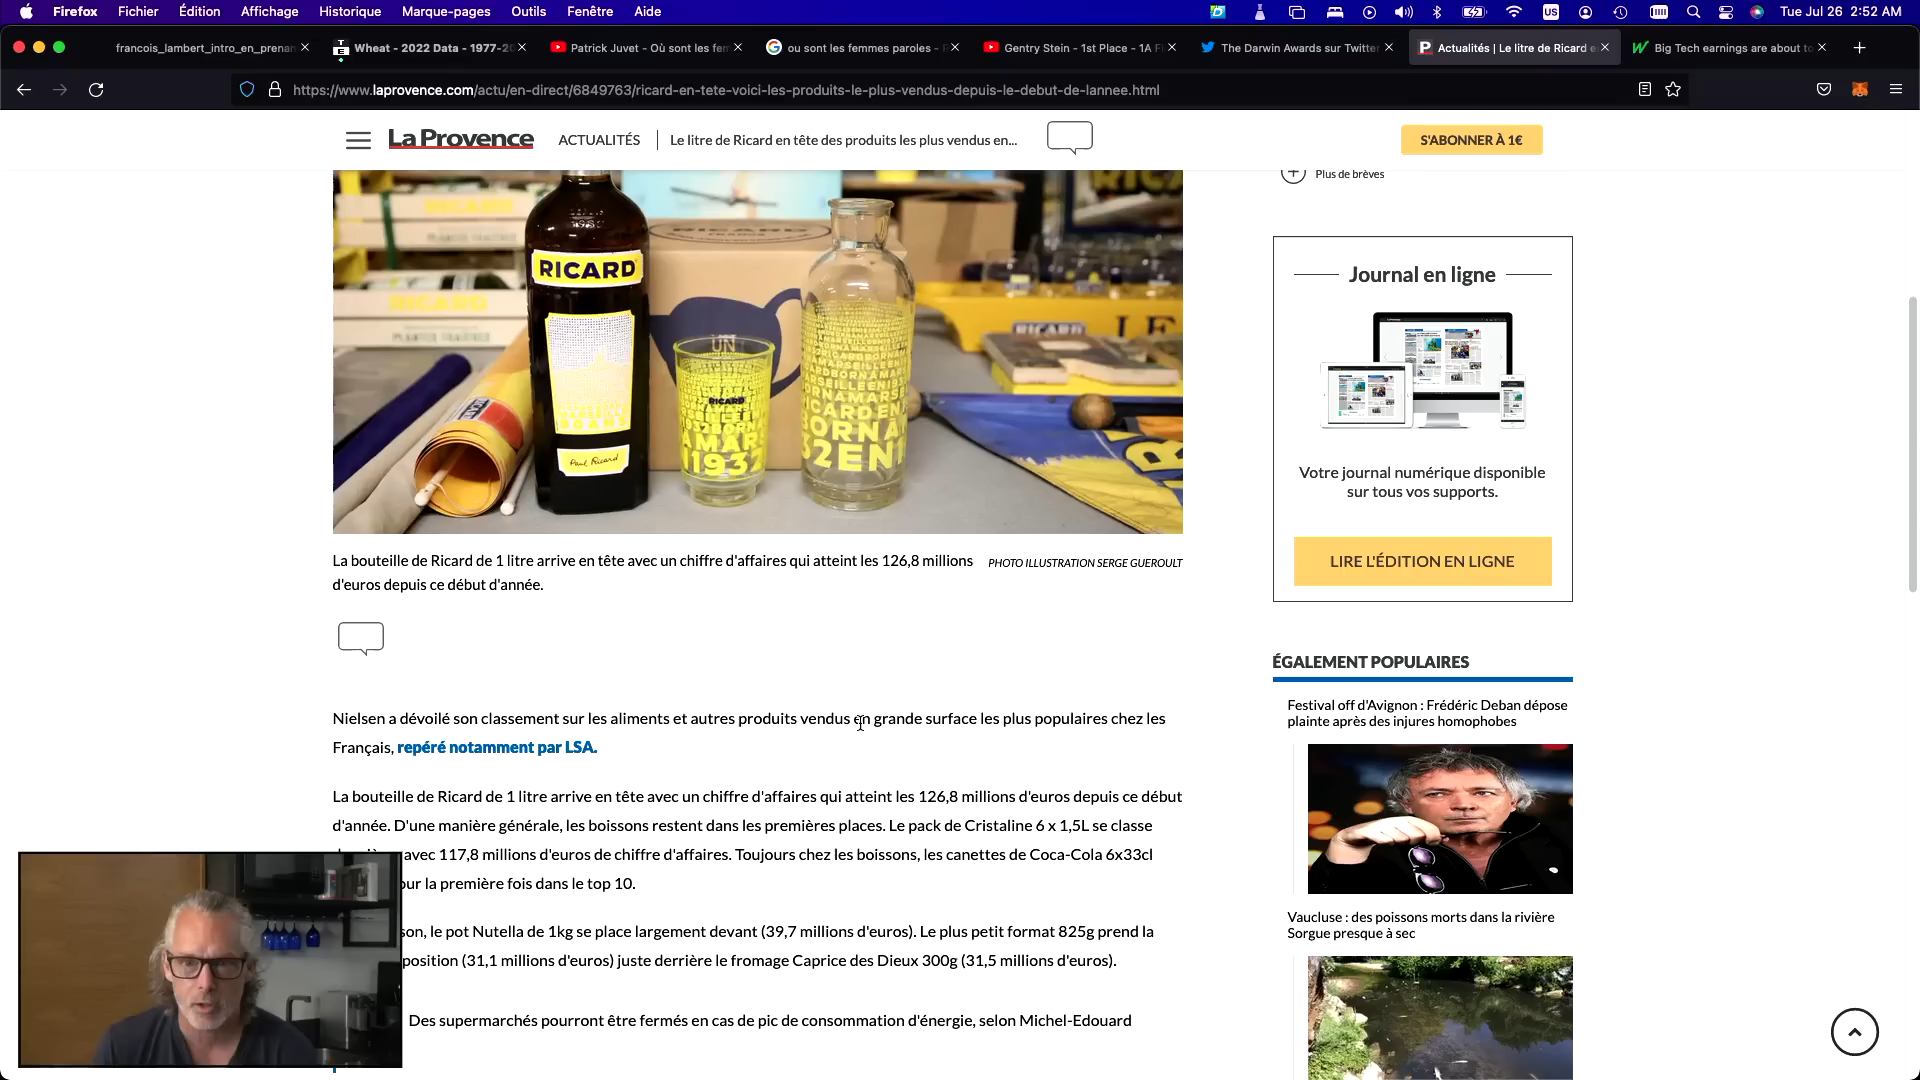 Firefox Fichier Édition Affichage Historique Marque-pages Outils Fenêtre Aide
US
Tue Jul 26 2:52 AM
francois_lambert_intro_en_prenan
Wheat - 2022 Data - 1977-20
Patrick Juvet - Où sont les fem
ou sont les femmes paroles -
Gentry Stein - 1st Place - 1A F
The Darwin Awards sur Twitter
Actualités | Le litre de Ricard e
Big Tech earnings are about to
https://www.laprovence.com/actu/en-direct/6849763/ricard-en-tete-voici-les-produits-le-plus-vendus-depuis-le-debut-de-lannee.html
La Provence
ACTUALITÉS
Le litre de Ricard en tête des produits les plus vendus en...
S'ABONNER À 1€
Plus de brèves
RICARD
Paul Ricard
UN
RICARD
1932
Journal en ligne
Votre journal numérique disponible
sur tous vos supports.
LIRE L'ÉDITION EN LIGNE
La bouteille de Ricard de 1 litre arrive en tête avec un chiffre d'affaires qui atteint les 126,8 millions
d'euros depuis ce début d'année.
PHOTO ILLUSTRATION SERGE GUEROULT
Nielsen a dévoilé son classement sur les aliments et autres produits vendus en grande surface les plus populaires chez les
Français, repéré notamment par LSA.
La bouteille de Ricard de 1 litre arrive en tête avec un chiffre d'affaires qui atteint les 126,8 millions d'euros depuis ce début
d'année. D'une manière générale, les boissons restent dans les premières places. Le pack de Cristaline 6 x 1,5L se classe
avec 117,8 millions d'euros de chiffre d'affaires. Toujours chez les boissons, les canettes de Coca-Cola 6x33cl
la première fois dans le top 10.
le pot Nutella de 1kg se place largement devant (39,7 millions d'euros). Le plus petit format 825g prend la
position (31,1 millions d'euros) juste derrière le fromage Caprice des Dieux 300g (31,5 millions d'euros).
Des supermarchés pourront être fermés en cas de pic de consommation d'énergie, selon Michel-Edouard
ÉGALEMENT POPULAIRES
Festival off d'Avignon : Frédéric Deban dépose
plainte après des injures homophobes
Vaucluse : des poissons morts dans la rivière
Sorgue presque à sec